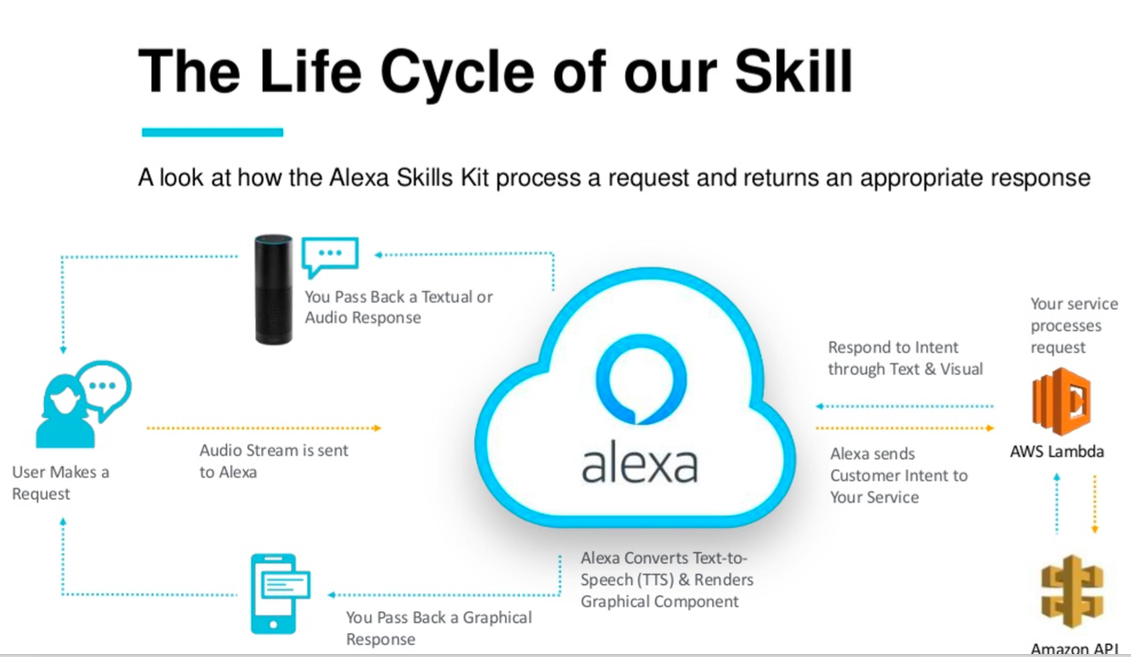 The Life Cycle of our Skill
A look at how the Alexa Skills Kit process a request and returns an appropriate response
You Pass Back a Textual or
Audio Response
Your service
processes
request
Respond to Intent
through Text & Visual
alexa
Audio Stream is sent
to Alexa
User Makes a
Request
Alexa sends
Customer Intent to
Your Service
AWS Lambda
Alexa Converts Text-to-
Speech (TTS) & Renders
Graphical Component
You Pass Back a Graphical
Response
Amazon API